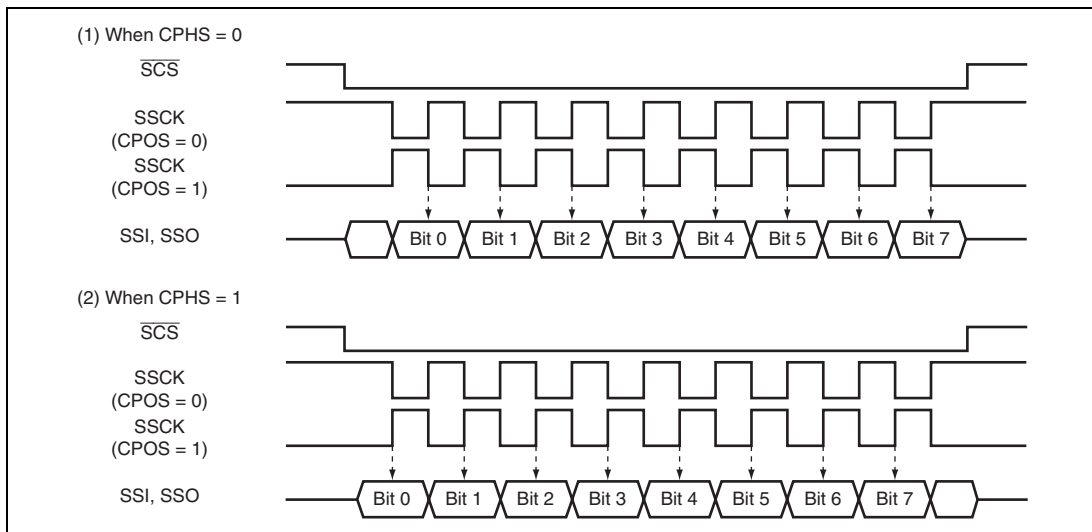 (1) When CPHS = 0
SCS
SSCK
(CPOS = 0)
SSCK
(CPOS = 1)
SSI, SSO
Bit 0 Bit 1 Bit 2 Bit 3 Bit 4 Bit 5 Bit 6 Bit 7
(2) When CPHS = 1
SCS
SSCK
(CPOS = 0)
SSCK
(CPOS = 1)
SSI, SSO
Bit 0 Bit 1 Bit 2 Bit 3 Bit 4 Bit 5 Bit 6 Bit 7